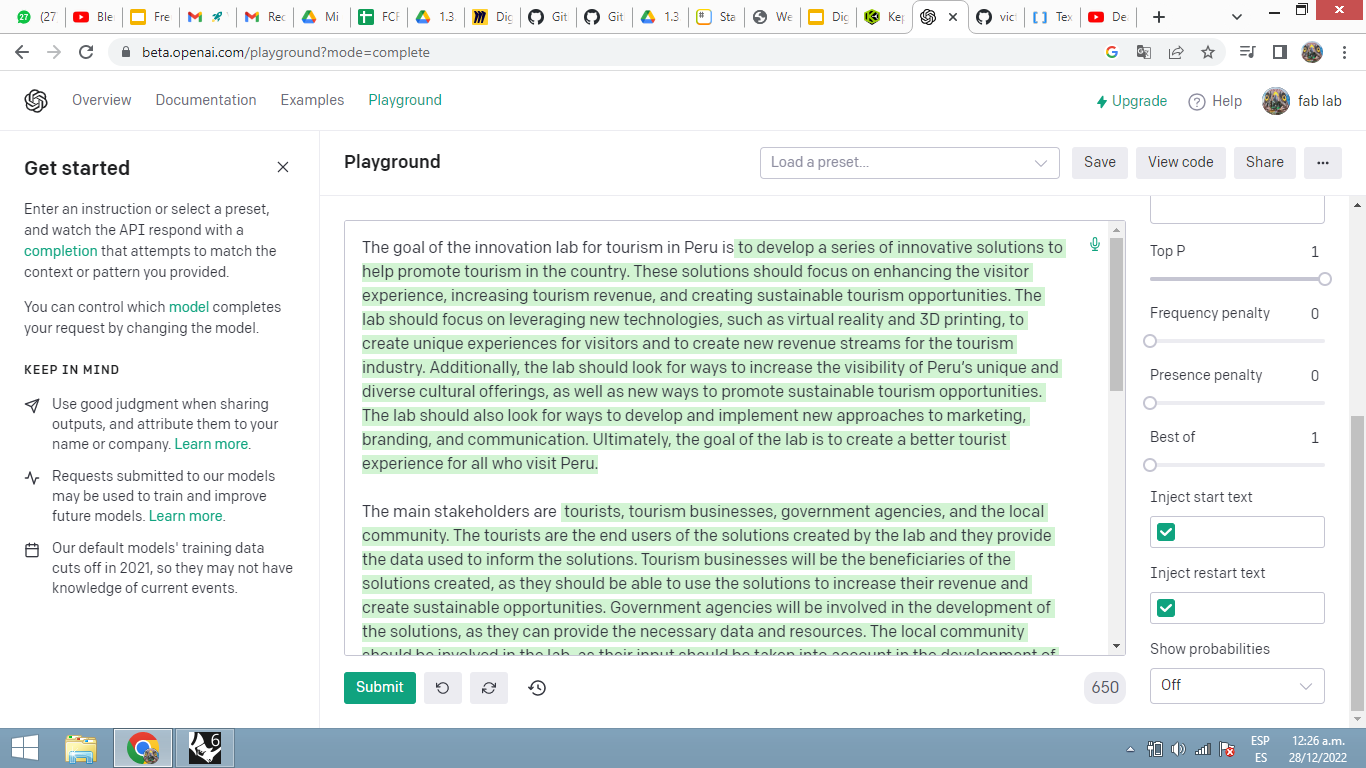 (27
Ble
Fre
Rec
Mi
FCF
1.3.
Dig
Git
Git
1.3
Sta
We
Dig
Kep
vict
Tex
De
beta.openai.com/playground?mode=complete
Overview
Documentation
Examples
Playground
Upgrade
Help
fab lab
Get started
Enter an instruction or select a preset,
and watch the API respond with a
completion that attempts to match the
context or pattern you provided.
You can control which model completes
your request by changing the model.
KEEP IN MIND
Use good judgment when sharing
outputs, and attribute them to your
name or company. Learn more.
Requests submitted to our models
may be used to train and improve
future models. Learn more.
Our default models' training data
cuts off in 2021, so they may not have
knowledge of current events.
Playground
Load a preset...
Save
View code
Share
The goal of the innovation lab for tourism in Peru is to develop a series of innovative solutions to
help promote tourism in the country. These solutions should focus on enhancing the visitor
experience, increasing tourism revenue, and creating sustainable tourism opportunities. The
lab should focus on leveraging new technologies, such as virtual reality and 3D printing, to
create unique experiences for visitors and to create new revenue streams for the tourism
industry. Additionally, the lab should look for ways to increase the visibility of Peru's unique and
diverse cultural offerings, as well as new ways to promote sustainable tourism opportunities.
The lab should also look for ways to develop and implement new approaches to marketing,
branding, and communication. Ultimately, the goal of the lab is to create a better tourist
experience for all who visit Peru.
The main stakeholders are tourists, tourism businesses, government agencies, and the local
community. The tourists are the end users of the solutions created by the lab and they provide
the data used to inform the solutions. Tourism businesses will be the beneficiaries of the
solutions created, as they should be able to use the solutions to increase their revenue and
create sustainable opportunities. Government agencies will be involved in the development of
the solutions, as they can provide the necessary data and resources. The local community
should be involved in the lab, as their input should be taken into account in the development of
Submit
650
Top P 1
Frequency penalty 0
Presence penalty 0
Best of 1
Inject start text
Inject restart text
Show probabilities
Off
6
ESP
ES
12:26 a.m.
28/12/2022